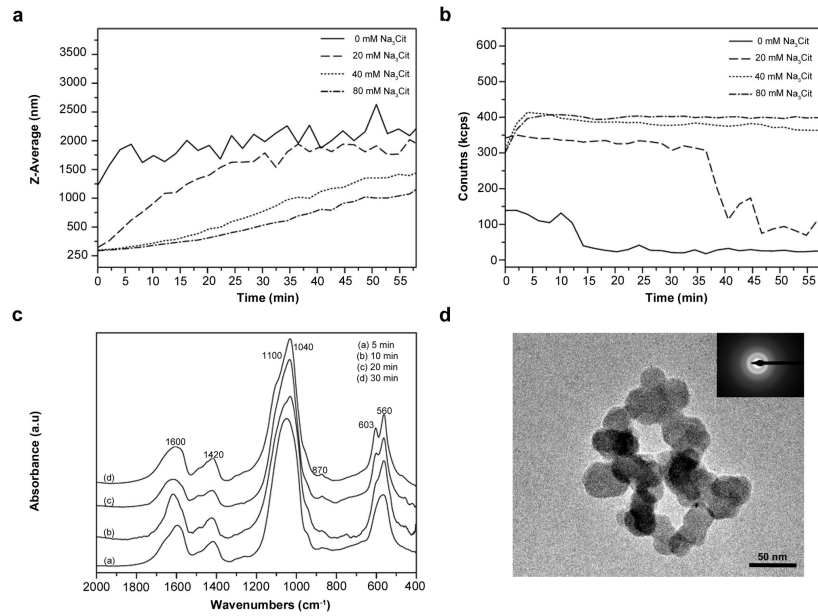 a
3950
3000
2500
2000
1500
1000
500
250
0
5
10
15
20
25
30
35
40
45
50
55
Z-Average (nm)
Time (min)
0 mM Na₃Cit
20 mM Na₃Cit
40 mM Na₃Cit
80 mM Na₃Cit
b
600
500
400
300
200
100
0
0
5
10
15
20
25
30
35
40
45
50
55
Conutns (kcps)
Time (min)
0 mM Na₃Cit
20 mM Na₃Cit
40 mM Na₃Cit
80 mM Na₃Cit
c
Absorbance (a.u)
(a) 5 min
(b) 10 min
(c) 20 min
(d) 30 min
1600
1420
1100
1040
870
603
560
(d)
(c)
(b)
(a)
2000
1800
1600
1400
1200
1000
800
600
400
Wavenumbers (cm⁻¹)
d
50 nm